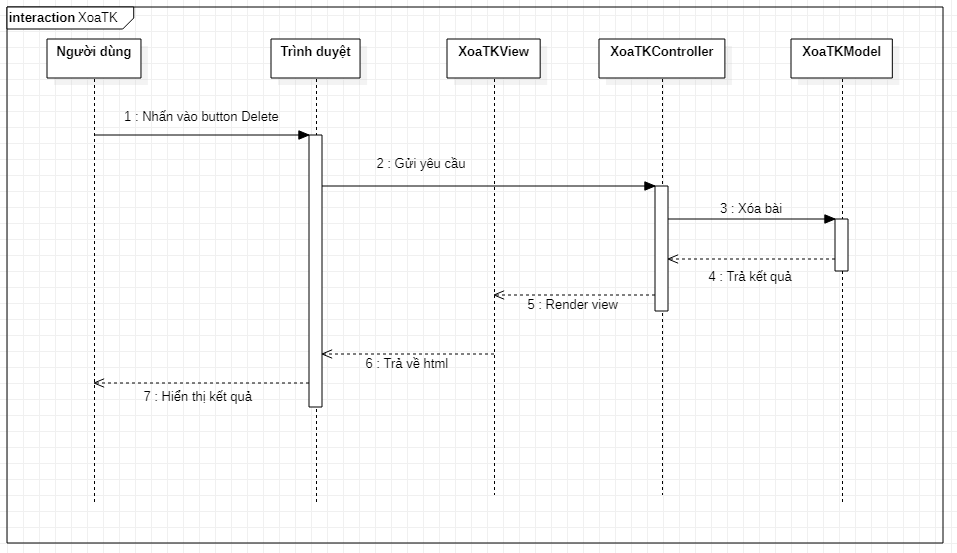 interaction XoaTK
Người dùng
Trình duyệt
XoaTKView
XoaTKController
XoaTKModel
1 : Nhấn vào button Delete
2 : Gửi yêu cầu
3 : Xóa bài
4 : Trả kết quả
5 : Render view
6 : Trả về html
7 : Hiển thị kết quả